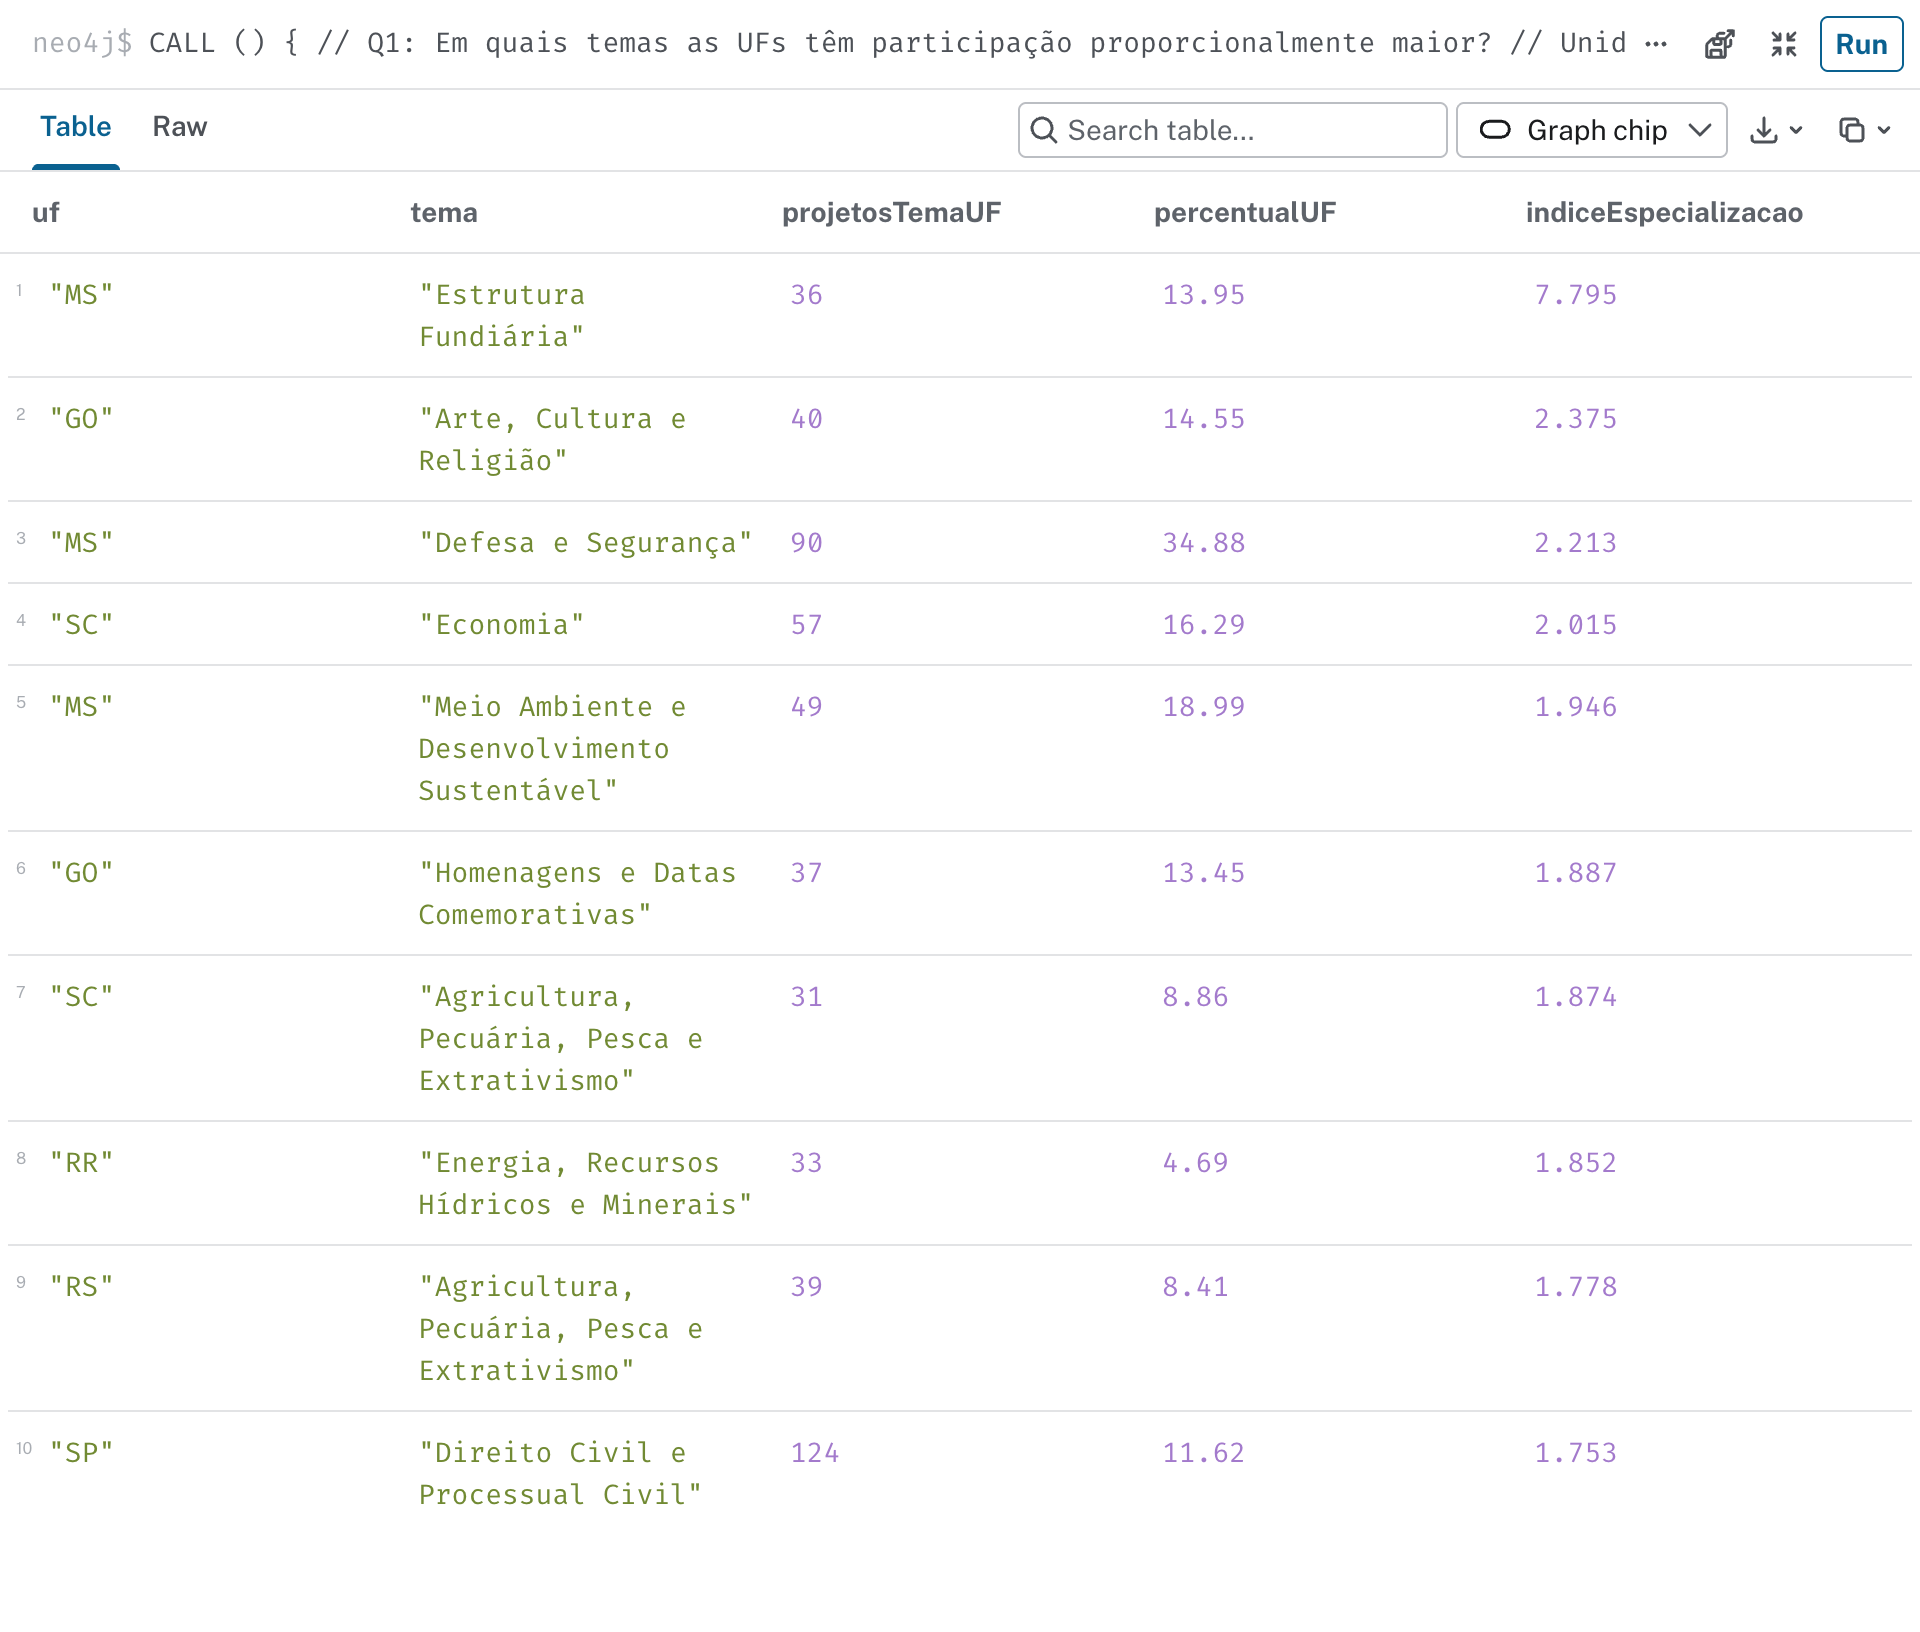 neo4j$ CALL () { // Q1: Em quais temas as UFs têm participação proporcionalmente maior? // Unid ···
Run
Table Raw
Search table... Graph chip
uf tema projetosTemaUF percentualUF indiceEspecializacao
1 "MS" "Estrutura 36 13.95 7.795
Fundiária"
2 "GO" "Arte, Cultura e 40 14.55 2.375
Religião"
3 "MS" "Defesa e Segurança" 90 34.88 2.213
4 "SC" "Economia" 57 16.29 2.015
5 "MS" "Meio Ambiente e 49 18.99 1.946
Desenvolvimento
Sustentável"
6 "GO" "Homenagens e Datas 37 13.45 1.887
Comemorativas"
7 "SC" "Agricultura, 31 8.86 1.874
Pecuária, Pesca e
Extrativismo"
8 "RR" "Energia, Recursos 33 4.69 1.852
Hídricos e Minerais"
9 "RS" "Agricultura, 39 8.41 1.778
Pecuária, Pesca e
Extrativismo"
10 "SP" "Direito Civil e 124 11.62 1.753
Processual Civil"